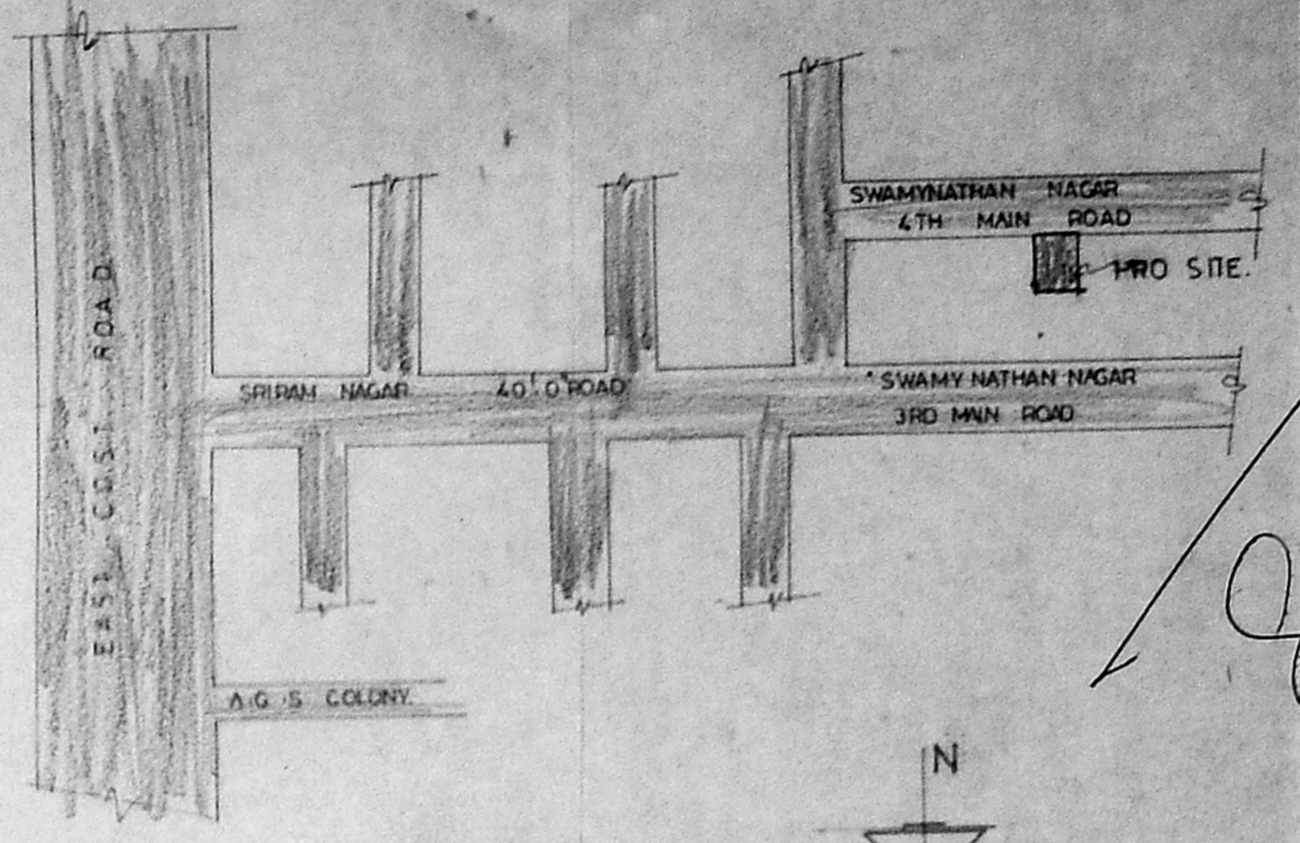 EAST COST ROAD
SWAMYNATHAN NAGAR
4TH MAIN ROAD
PRO SITE.
SRIRAM NAGAR 40'.0" ROAD
SWAMY NATHAN NAGAR
3RD MAIN ROAD
A.G.S COLONY.
N